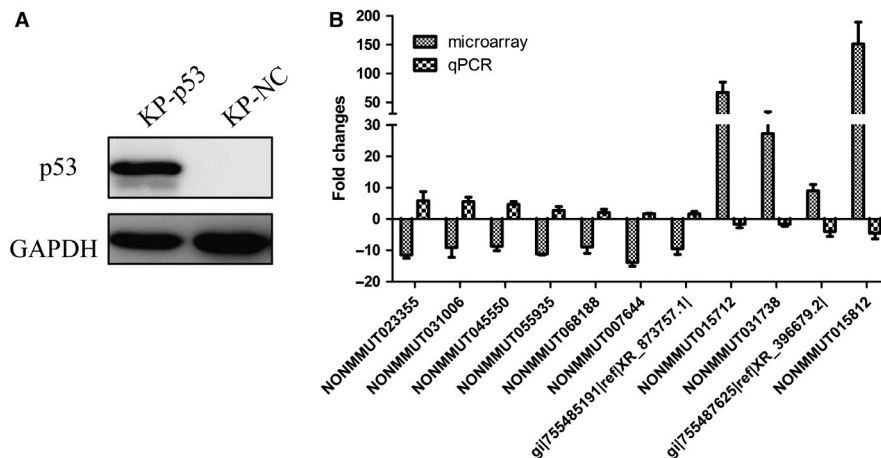 A
KP-p53
KP-NC
p53
GAPDH
B
microarray
qPCR
Fold changes
200
150
100
50
30
20
10
0
−10
−20
NONMMUT023355
NONMMUT031006
NONMMUT045550
NONMMUT055935
NONMMUT068188
NONMMUT007644
gi|755485191|ref|XR_873757.1|
NONMMUT015712
NONMMUT031738
gi|755487625|ref|XR_396679.2|
NONMMUT015812